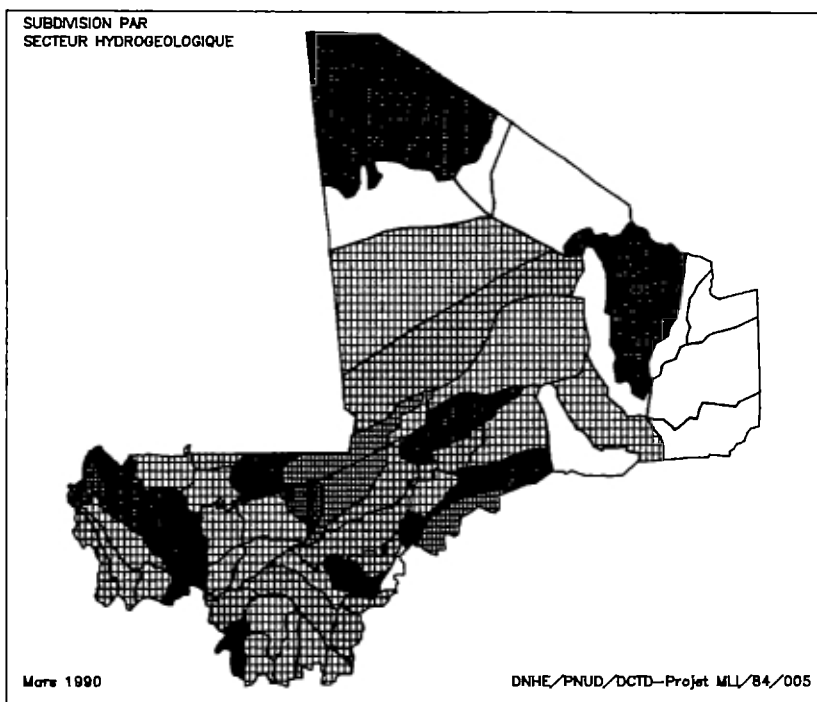 SUBDIVISION PAR
SECTEUR HYDROGEOLOGIQUE
Mars 1990
DNHE/PNUD/DCTD-Projet MLI/84/005